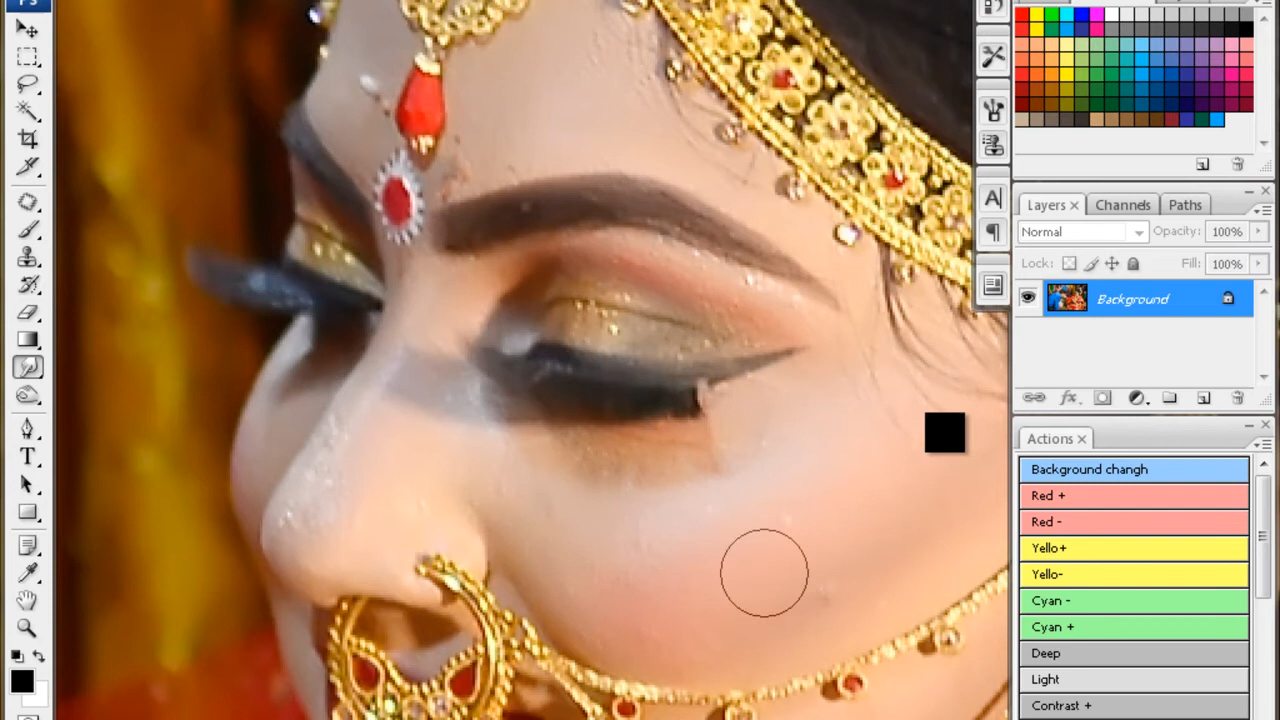 Ps
Layers × Channels Paths
Normal Opacity: 100%
Lock: Fill: 100%
Background
Actions ×
Background changh
Red +
Red -
Yello+
Yello-
Cyan -
Cyan +
Deep
Light
Contrast +